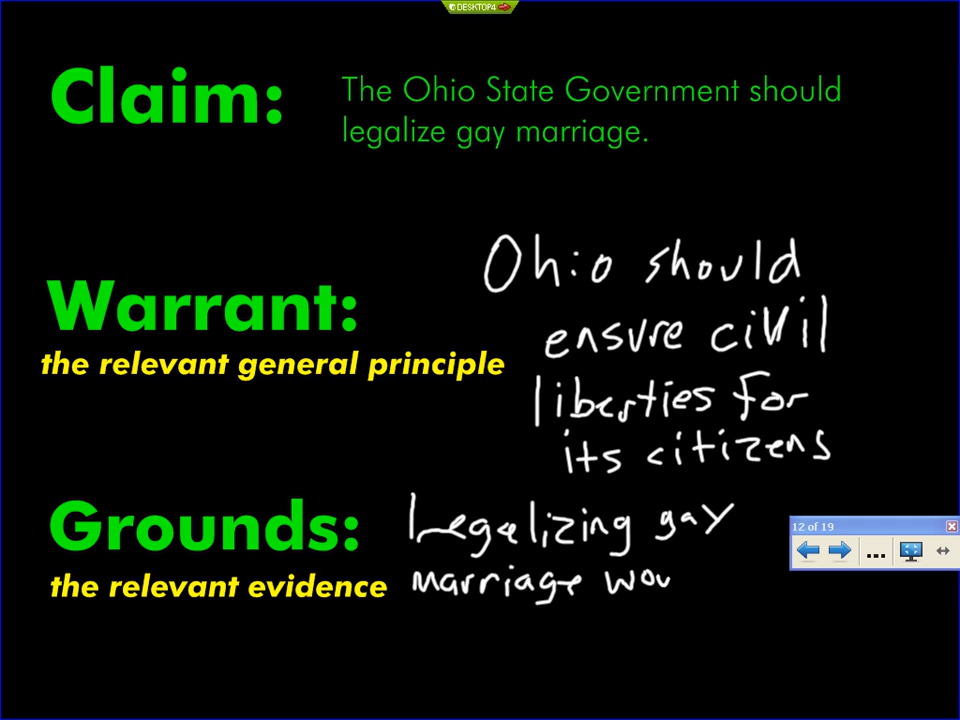 DESKTOP4
Claim:
The Ohio State Government should
legalize gay marriage.
Warrant:
the relevant general principle
Ohio should
ensure civil
liberties for
its citizens
Grounds:
the relevant evidence
Legalizing gay
marriage wou
12 of 19
...